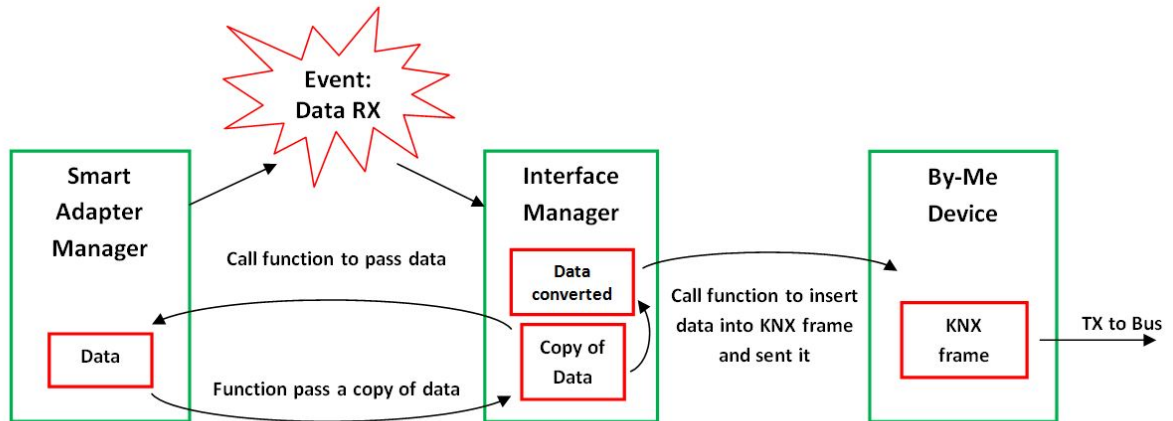 Event:
Data RX
Smart
Adapter
Manager
Interface
Manager
By-Me
Device
Call function to pass data
Data
converted
Call function to insert
data into KNX frame
and sent it
Data
Copy of
Data
KNX
frame
TX to Bus
Function pass a copy of data